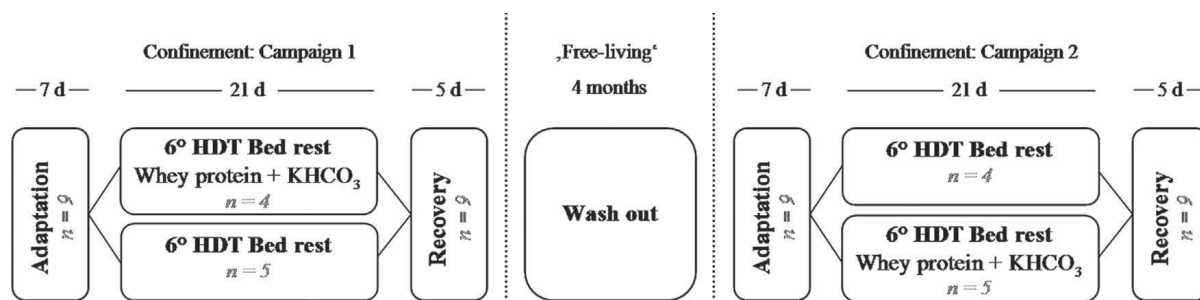 Confinement: Campaign 1
7 d
21 d
5 d
Adaptation
n = 9
6° HDT Bed rest
Whey protein + KHCO₃
n = 4
6° HDT Bed rest
n = 5
Recovery
n = 9
„Free-living‘
4 months
Wash out
Confinement: Campaign 2
7 d
21 d
5 d
Adaptation
n = 9
6° HDT Bed rest
n = 4
6° HDT Bed rest
Whey protein + KHCO₃
n = 5
Recovery
n = 9